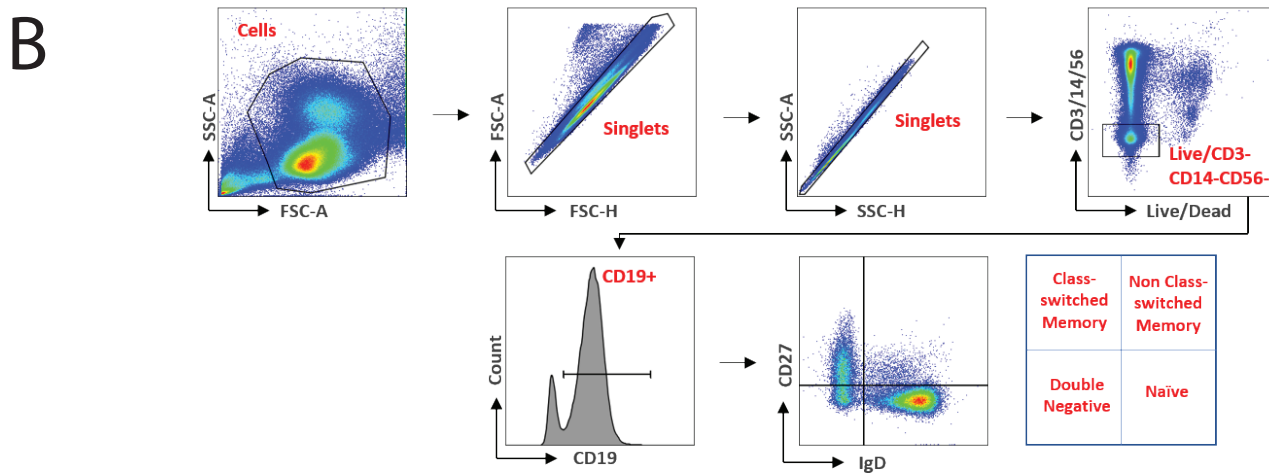 B
Cells
SSC-A
FSC-A
FSC-A
Singlets
FSC-H
SSC-A
Singlets
SSC-H
CD3/14/56
Live/CD3-
CD14-CD56-
Live/Dead
CD19+
Count
CD19
CD27
IgD
Class-
switched
Memory
Non Class-
switched
Memory
Double
Negative
Naïve